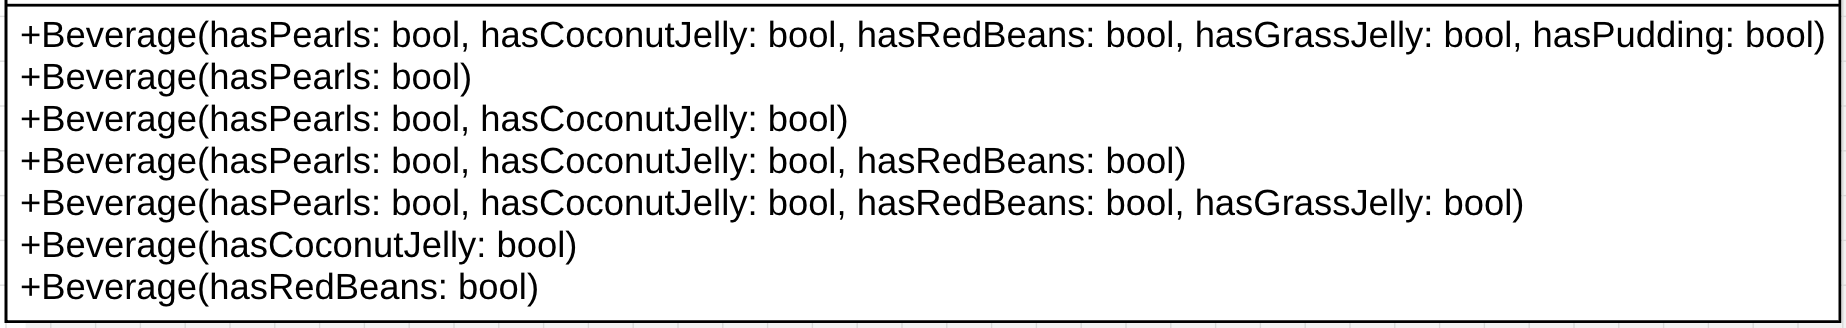 +Beverage(hasPearls: bool, hasCoconutJelly: bool, hasRedBeans: bool, hasGrassJelly: bool, hasPudding: bool)
+Beverage(hasPearls: bool)
+Beverage(hasPearls: bool, hasCoconutJelly: bool)
+Beverage(hasPearls: bool, hasCoconutJelly: bool, hasRedBeans: bool)
+Beverage(hasPearls: bool, hasCoconutJelly: bool, hasRedBeans: bool, hasGrassJelly: bool)
+Beverage(hasCoconutJelly: bool)
+Beverage(hasRedBeans: bool)